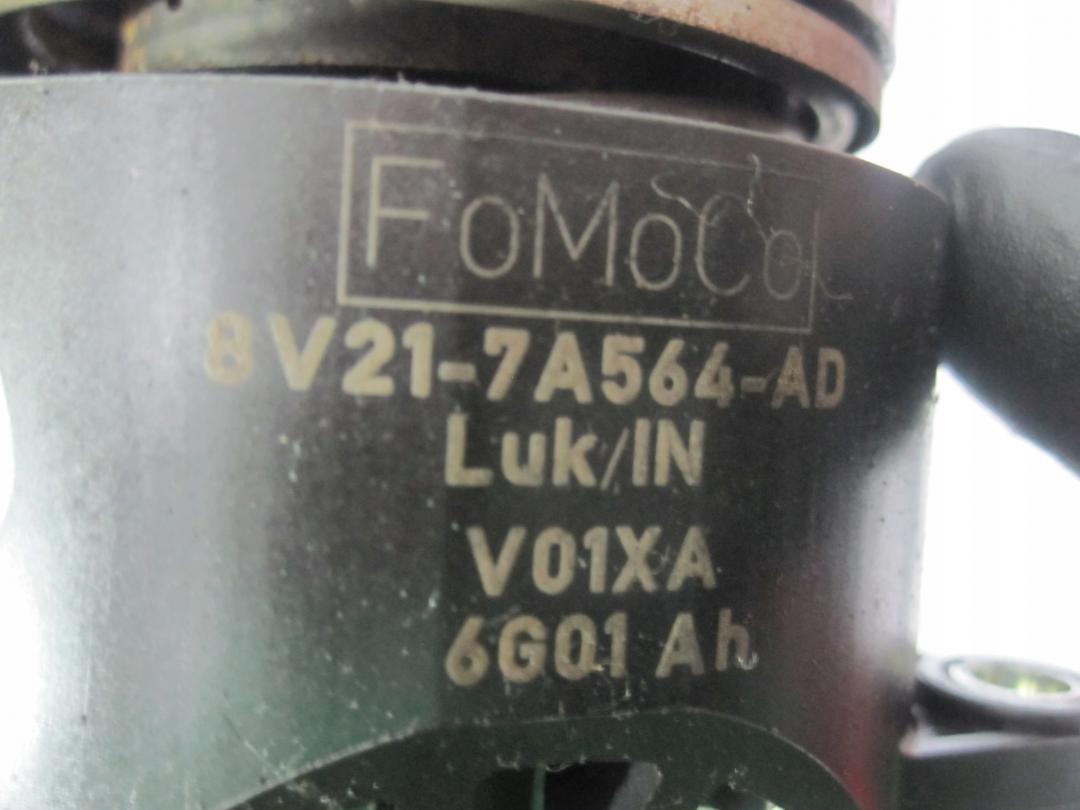 FoMoCo
8V21-7A564-AD
Luk/IN
V01XA
6G01 Ah